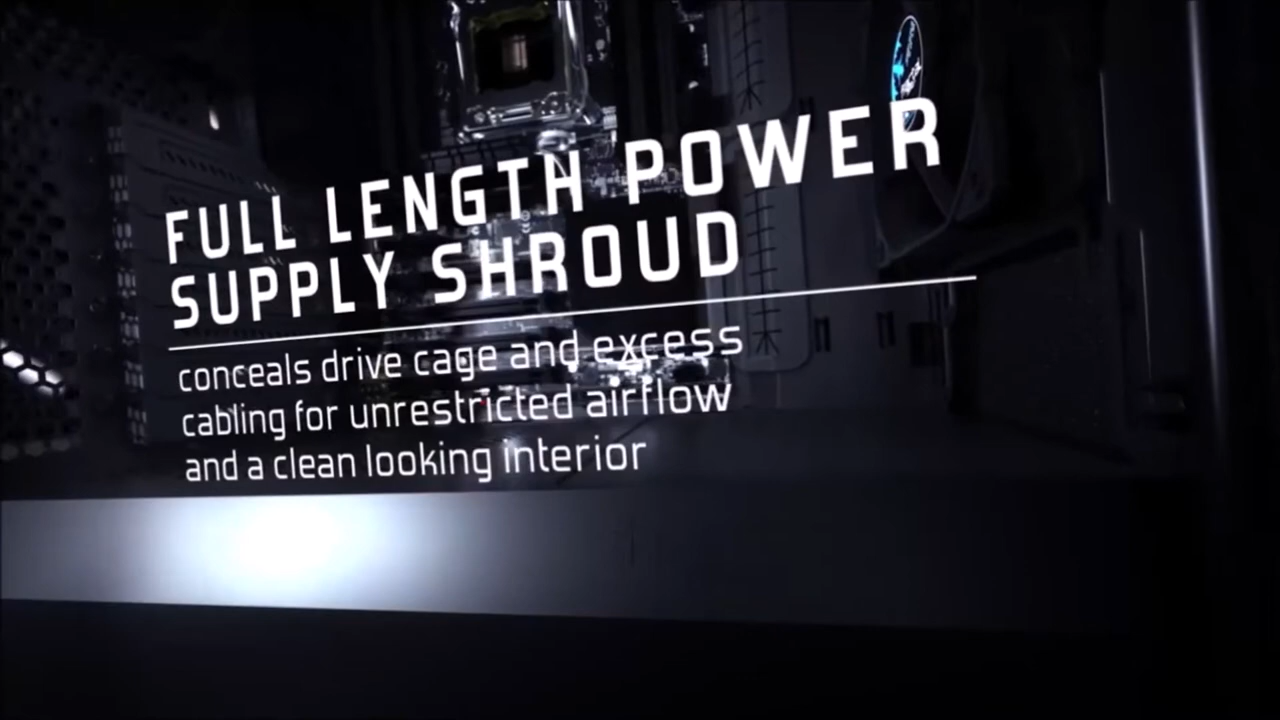 FULL LENGTH POWER
SUPPLY SHROUD
conceals drive cage and excess
cabling for unrestricted airflow
and a clean looking interior